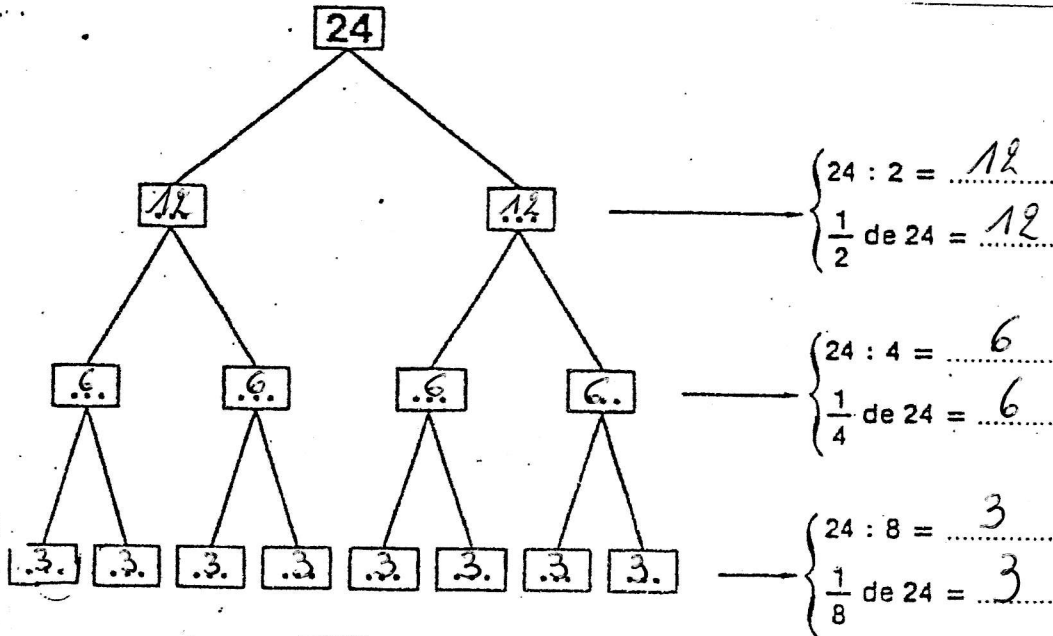 24
12 12
24 : 2 = 12
1/2 de 24 = 12
6 6 6 6
24 : 4 = 6
1/4 de 24 = 6
3 3 3 3 3 3 3 3
24 : 8 = 3
1/8 de 24 = 3